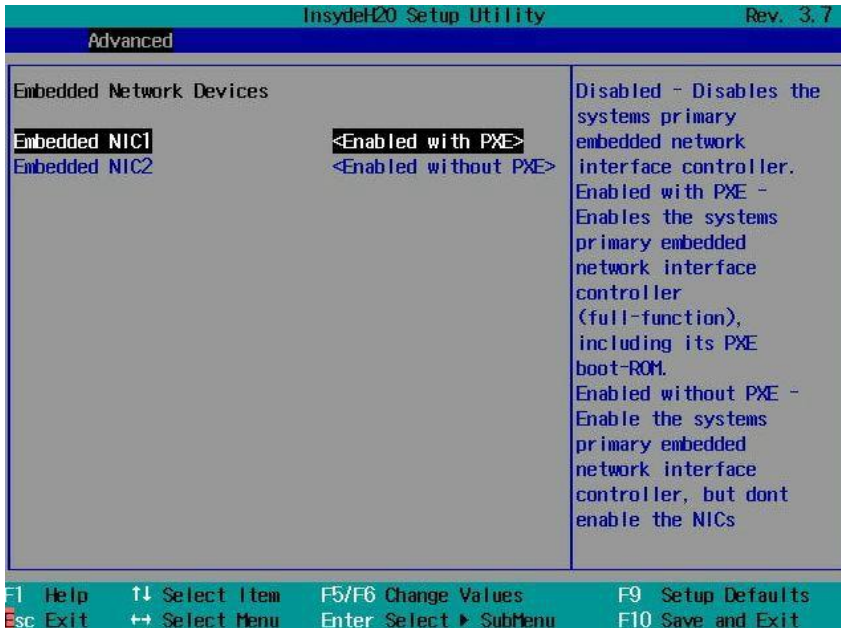 InsydeH2O Setup Utility Rev. 3.7
Advanced
Embedded Network Devices
Embedded NIC1 <Enabled with PXE>
Embedded NIC2 <Enabled without PXE>
Disabled - Disables the
systems primary
embedded network
interface controller.
Enabled with PXE -
Enables the systems
primary embedded
network interface
controller
(full-function),
including its PXE
boot-ROM.
Enabled without PXE -
Enable the systems
primary embedded
network interface
controller, but dont
enable the NICs
F1 Help ↑↓ Select Item F5/F6 Change Values F9 Setup Defaults
Esc Exit ↔ Select Menu Enter Select ▶ SubMenu F10 Save and Exit